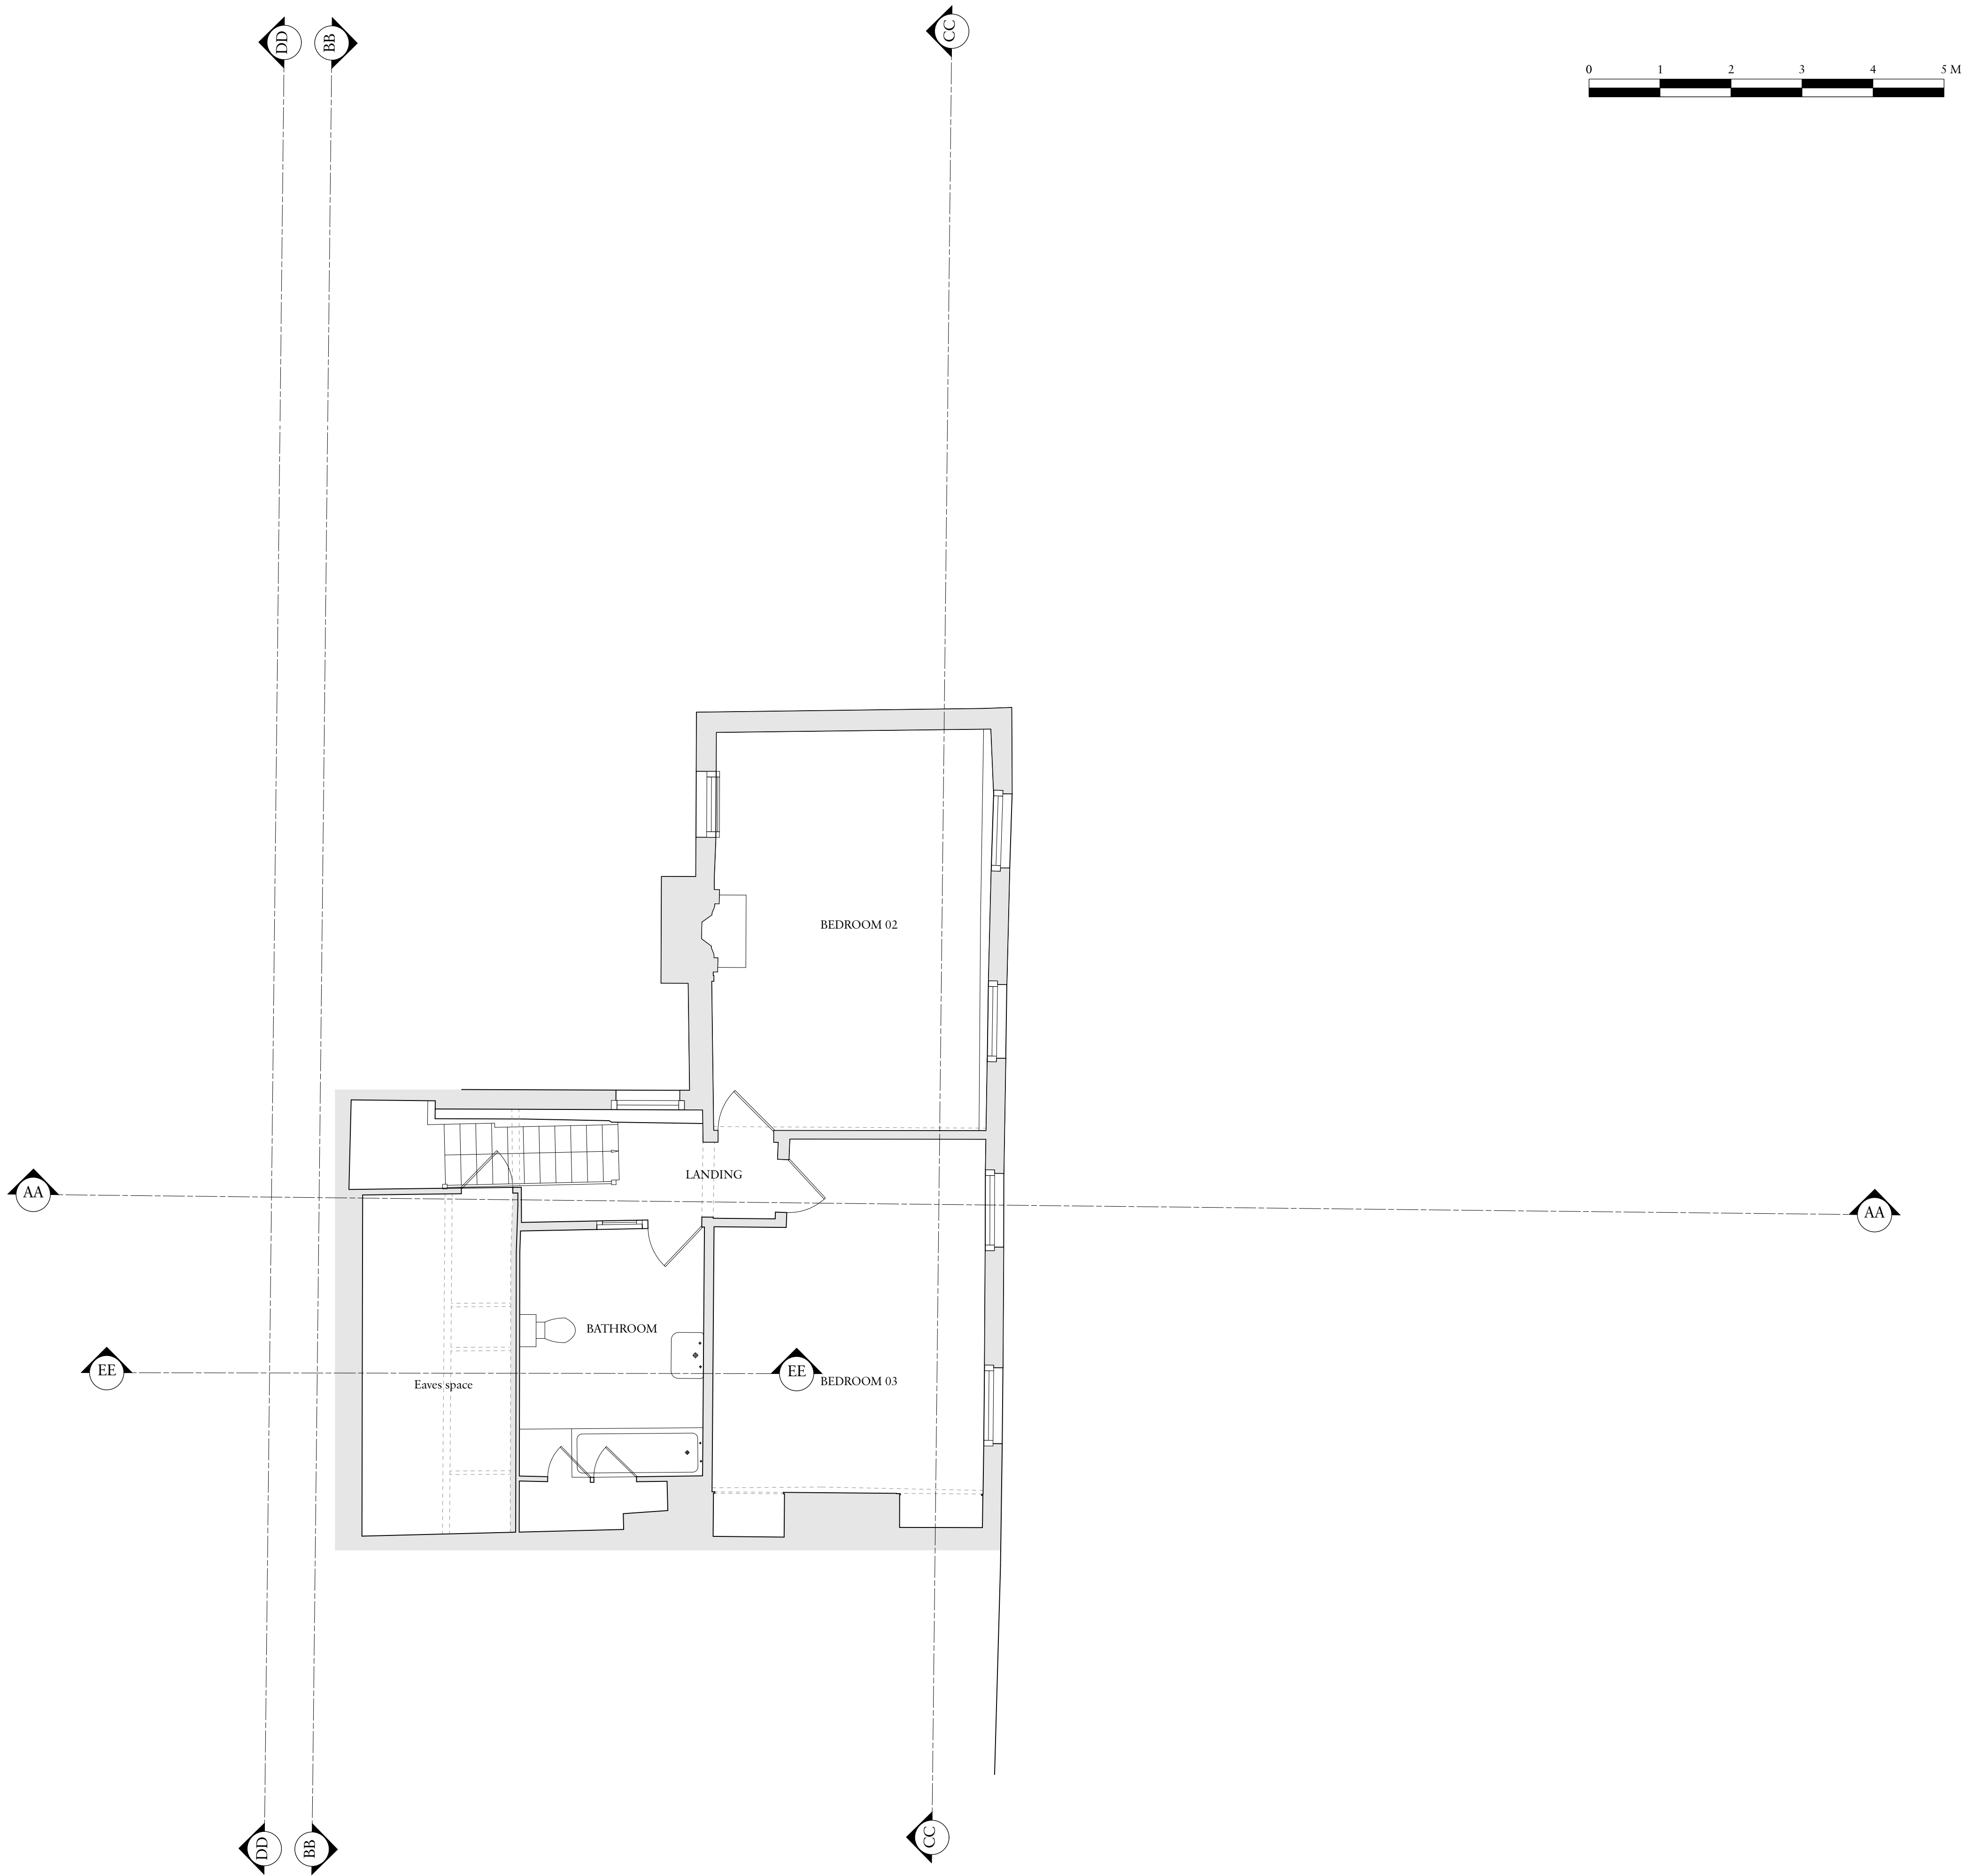 DD
BB
CC
0 1 2 3 4 5 M
BEDROOM 02
LANDING
AA
AA
BATHROOM
EE
EE
BEDROOM 03
Eaves space
DD
BB
CC